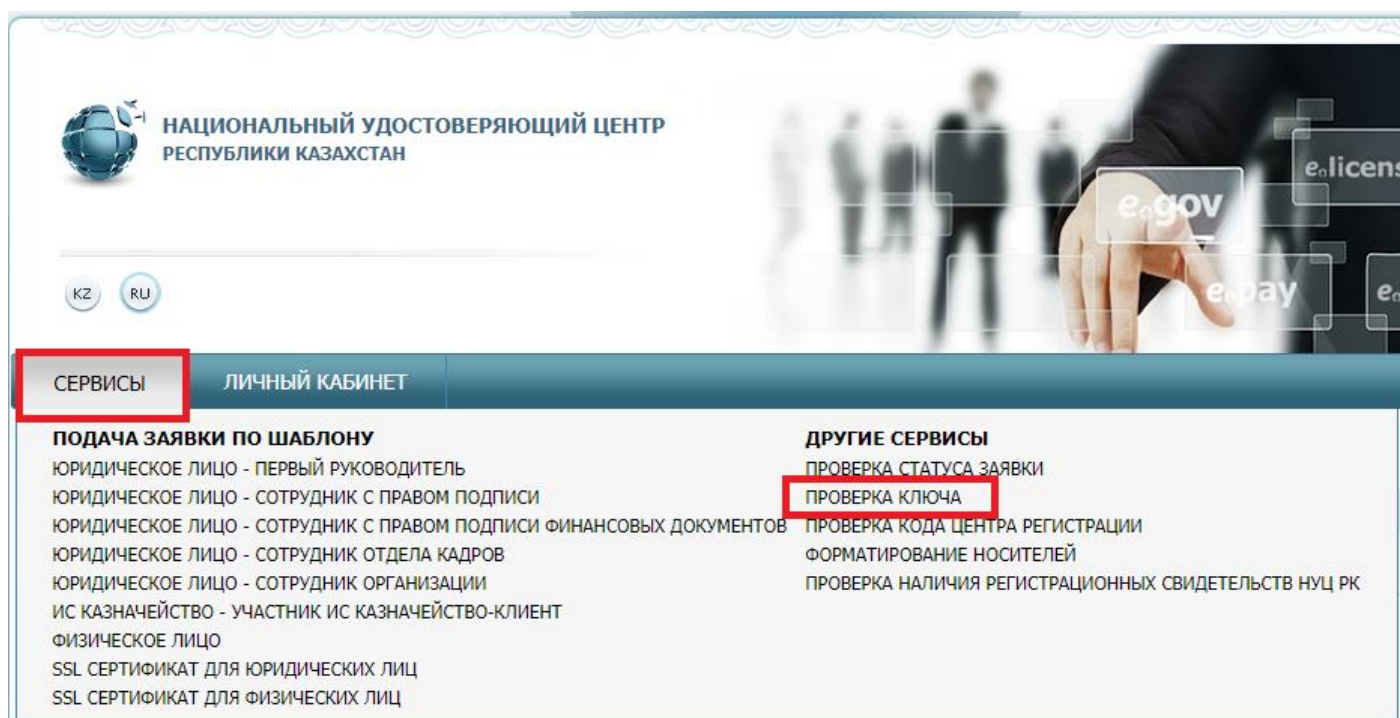 НАЦИОНАЛЬНЫЙ УДОСТОВЕРЯЮЩИЙ ЦЕНТР
РЕСПУБЛИКИ КАЗАХСТАН
e.licens
e.gov
e.pay
e.
KZ
RU
СЕРВИСЫ
ЛИЧНЫЙ КАБИНЕТ
ПОДАЧА ЗАЯВКИ ПО ШАБЛОНУ
ЮРИДИЧЕСКОЕ ЛИЦО - ПЕРВЫЙ РУКОВОДИТЕЛЬ
ЮРИДИЧЕСКОЕ ЛИЦО - СОТРУДНИК С ПРАВОМ ПОДПИСИ
ЮРИДИЧЕСКОЕ ЛИЦО - СОТРУДНИК С ПРАВОМ ПОДПИСИ ФИНАНСОВЫХ ДОКУМЕНТОВ
ЮРИДИЧЕСКОЕ ЛИЦО - СОТРУДНИК ОТДЕЛА КАДРОВ
ЮРИДИЧЕСКОЕ ЛИЦО - СОТРУДНИК ОРГАНИЗАЦИИ
ИС КАЗНАЧЕЙСТВО - УЧАСТНИК ИС КАЗНАЧЕЙСТВО-КЛИЕНТ
ФИЗИЧЕСКОЕ ЛИЦО
SSL СЕРТИФИКАТ ДЛЯ ЮРИДИЧЕСКИХ ЛИЦ
SSL СЕРТИФИКАТ ДЛЯ ФИЗИЧЕСКИХ ЛИЦ
ДРУГИЕ СЕРВИСЫ
ПРОВЕРКА СТАТУСА ЗАЯВКИ
ПРОВЕРКА КЛЮЧА
ПРОВЕРКА КОДА ЦЕНТРА РЕГИСТРАЦИИ
ФОРМАТИРОВАНИЕ НОСИТЕЛЕЙ
ПРОВЕРКА НАЛИЧИЯ РЕГИСТРАЦИОННЫХ СВИДЕТЕЛЬСТВ НУЦ РК